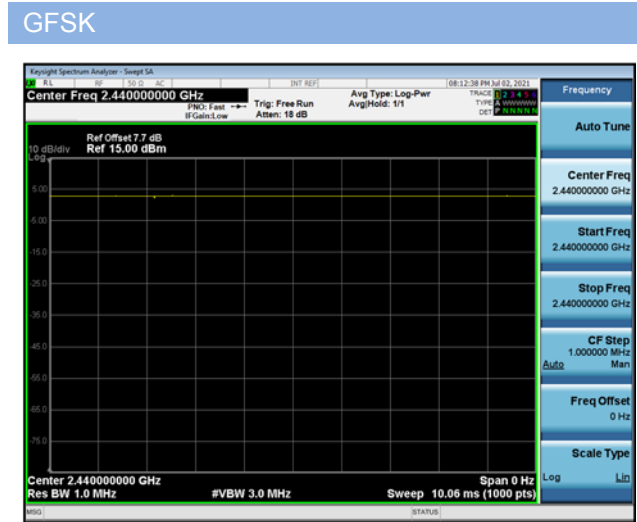 GFSK
Keysight Spectrum Analyzer - Swept SA
RL RF 50 Ω AC INT REF 08:12:38 PM Jul 02, 2021
Center Freq 2.440000000 GHz
PNO: Fast
IFGain:Low
Trig: Free Run
Atten: 18 dB
Avg Type: Log-Pwr
Avg|Hold: 1/1
TRACE 1 2 3 4 5 6
TYPE A WWWWW
DET P N N N N N
Ref Offset 7.7 dB
10 dB/div Ref 15.00 dBm
Log
5.00
-5.00
-15.0
-25.0
-35.0
-45.0
-55.0
-65.0
-75.0
Center 2.440000000 GHz Span 0 Hz
Res BW 1.0 MHz #VBW 3.0 MHz Sweep 10.06 ms (1000 pts)
MSG STATUS
Frequency
Auto Tune
Center Freq
2.440000000 GHz
Start Freq
2.440000000 GHz
Stop Freq
2.440000000 GHz
CF Step
1.000000 MHz
Auto Man
Freq Offset
0 Hz
Scale Type
Log Lin